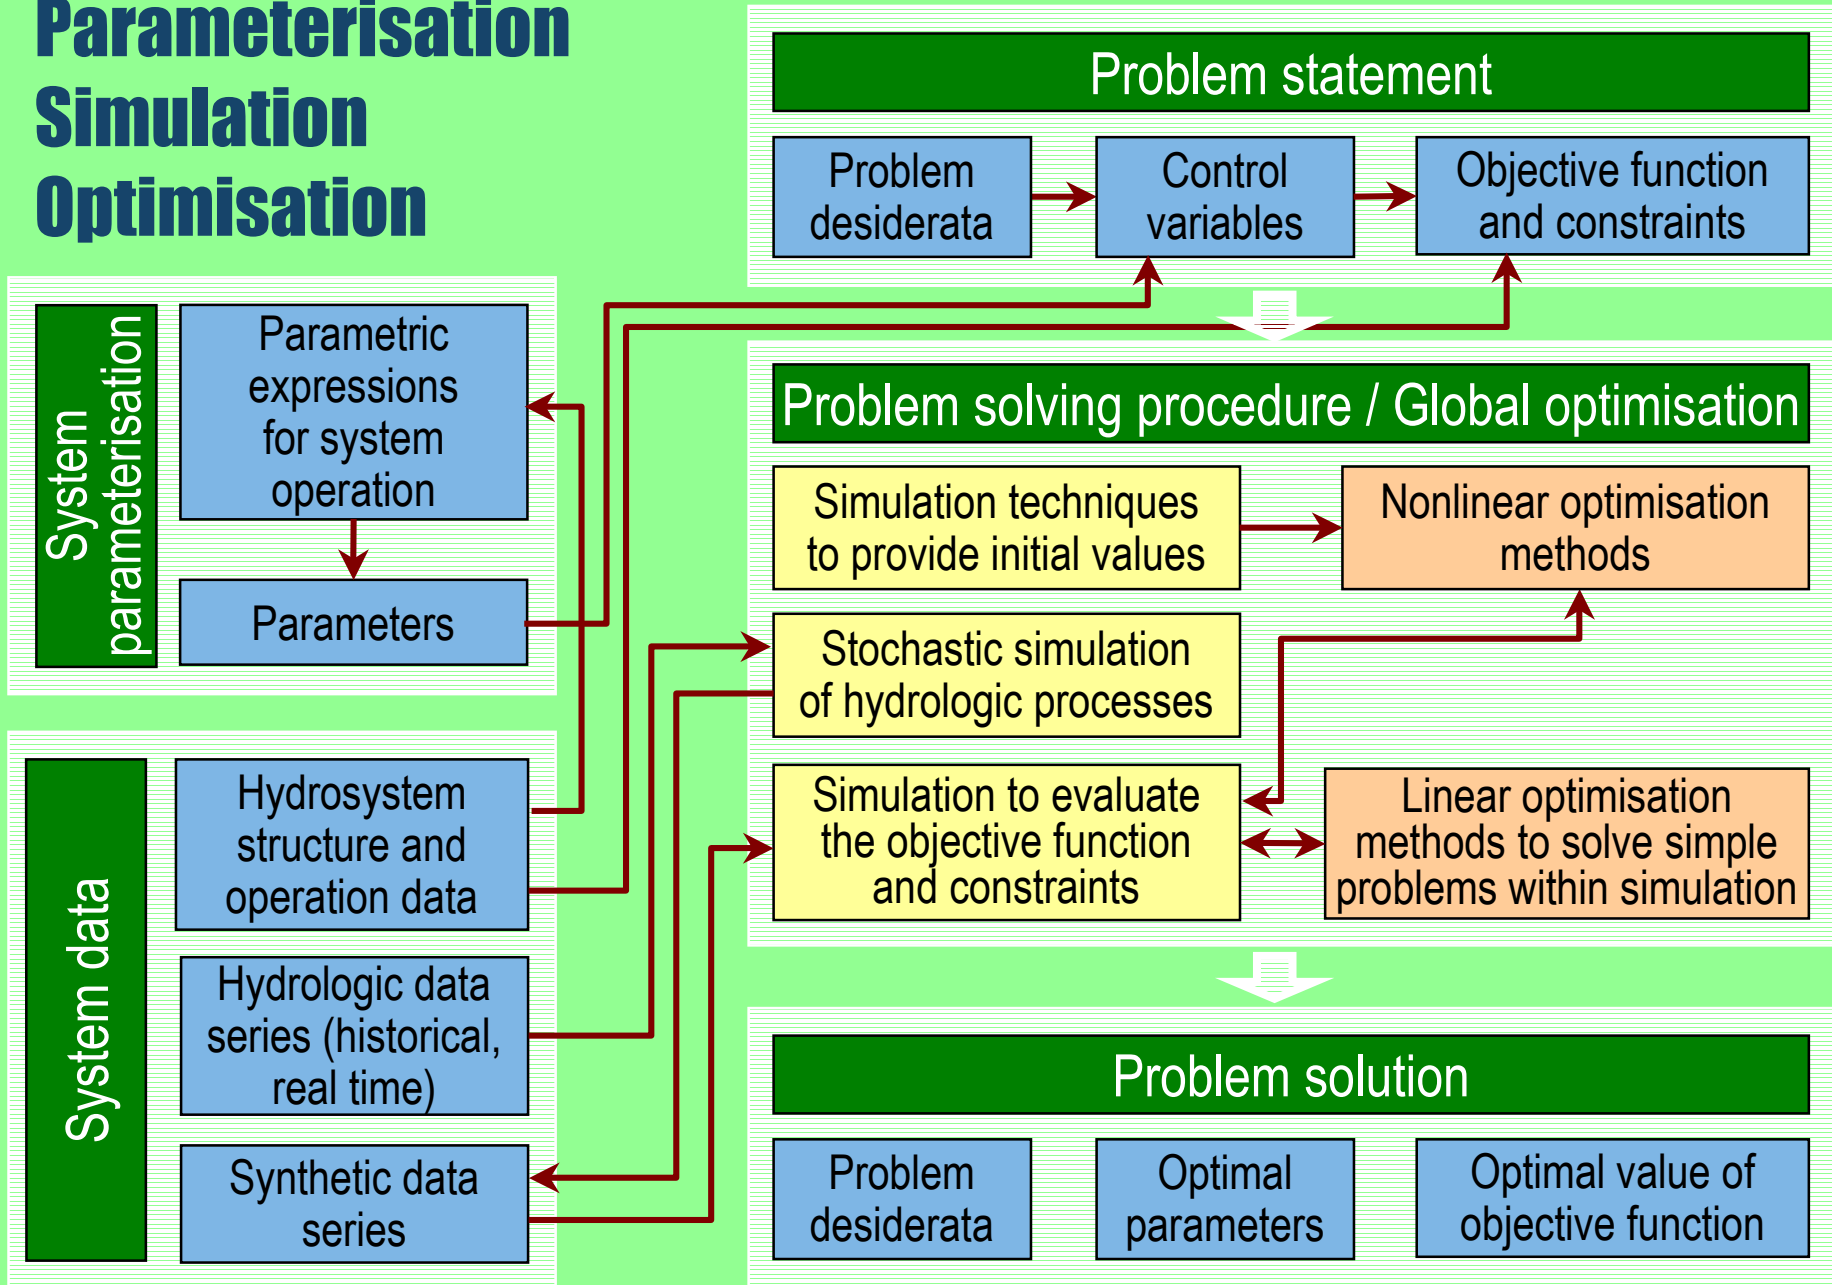 Parameterisation
Simulation
Optimisation
System
parameterisation
Parametric
expressions
for system
operation
Parameters
System data
Hydrosystem
structure and
operation data
Hydrologic data
series (historical,
real time)
Synthetic data
series
Problem statement
Problem
desiderata
Control
variables
Objective function
and constraints
Problem solving procedure / Global optimisation
Simulation techniques
to provide initial values
Nonlinear optimisation
methods
Stochastic simulation
of hydrologic processes
Simulation to evaluate
the objective function
and constraints
Linear optimisation
methods to solve simple
problems within simulation
Problem solution
Problem
desiderata
Optimal
parameters
Optimal value of
objective function